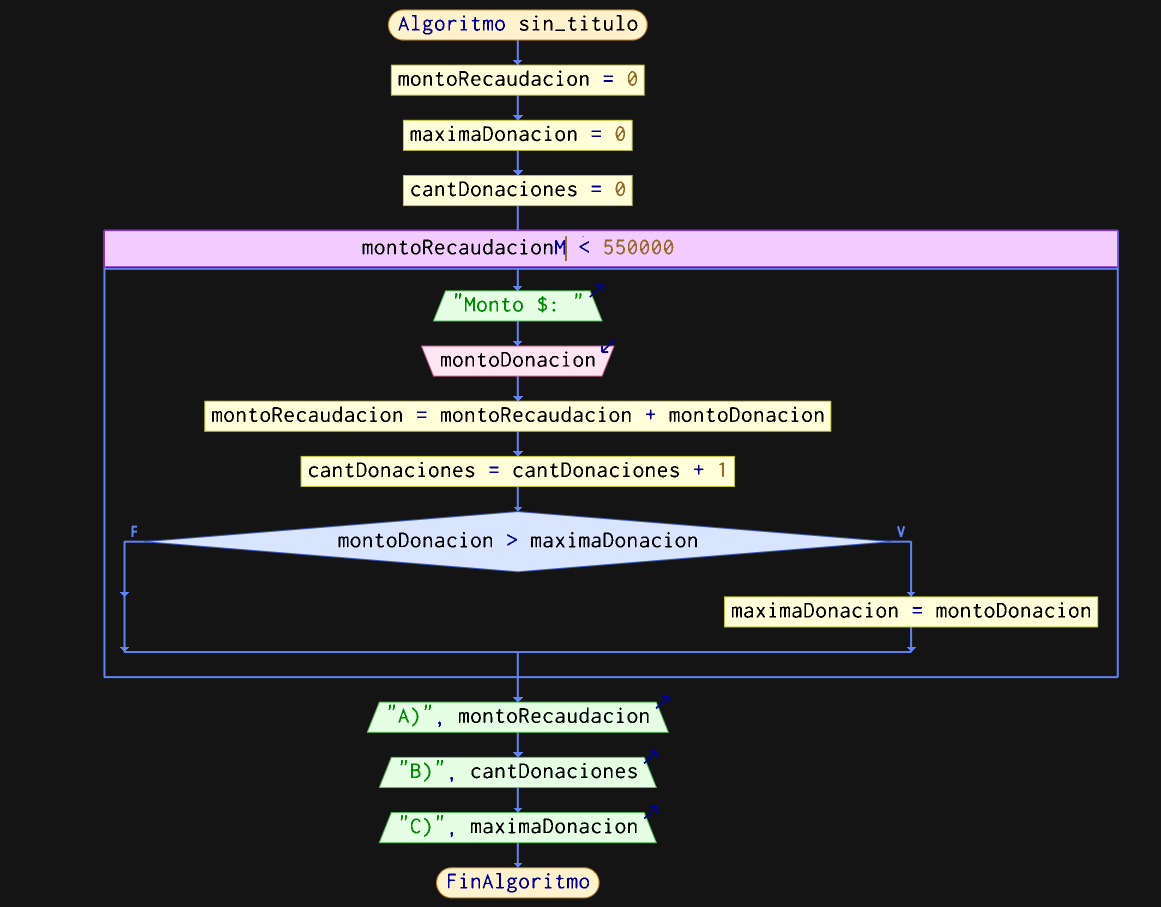 Algoritmo sin_titulo
montoRecaudacion = 0
maximaDonacion = 0
cantDonaciones = 0
montoRecaudacionM < 550000
"Monto $: "
montoDonacion
montoRecaudacion = montoRecaudacion + montoDonacion
cantDonaciones = cantDonaciones + 1
F V
montoDonacion > maximaDonacion
maximaDonacion = montoDonacion
"A)", montoRecaudacion
"B)", cantDonaciones
"C)", maximaDonacion
FinAlgoritmo